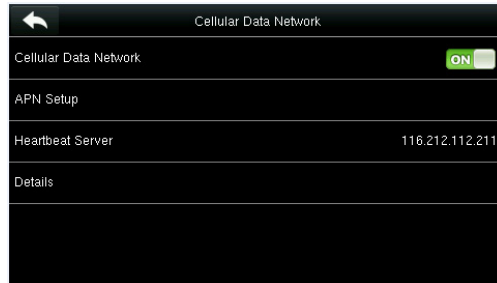 Cellular Data Network
Cellular Data Network ON
APN Setup
Heartbeat Server 116.212.112.211
Details